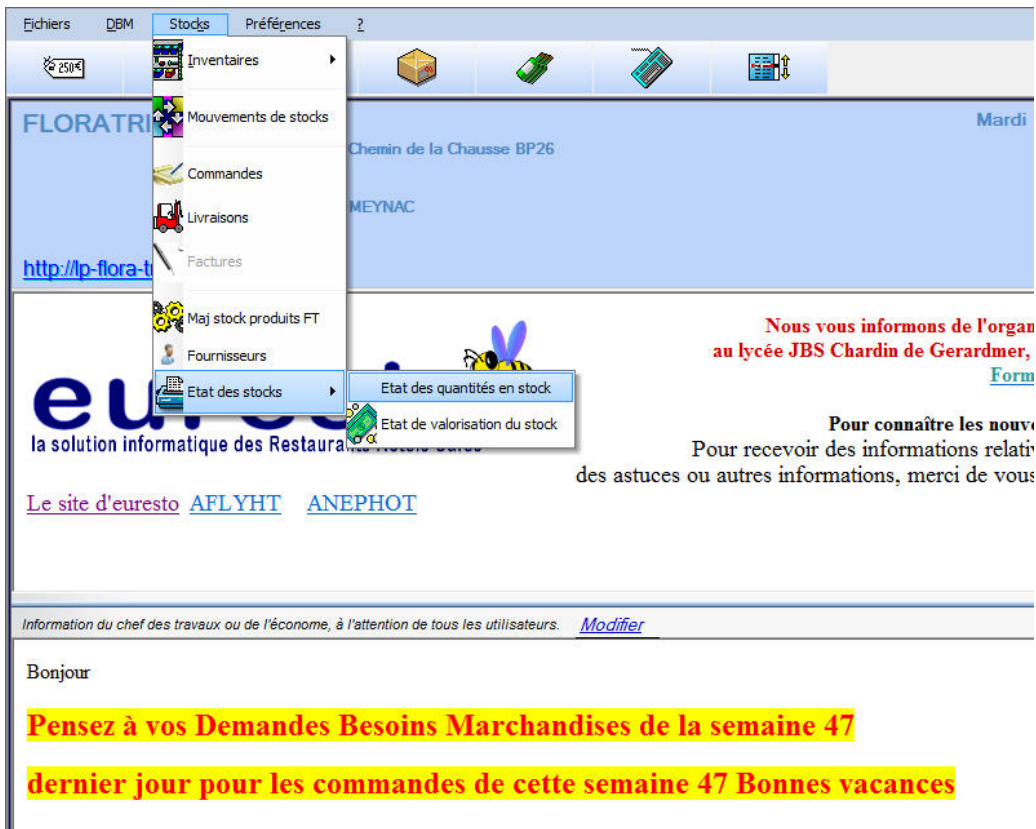 Fichiers DBM Stocks Préférences ?
250€
Inventaires
Mouvements de stocks
Commandes
Livraisons
Factures
Maj stock produits FT
Fournisseurs
Etat des stocks
Etat des quantités en stock
Etat de valorisation du stock
FLORATRI
Mardi
Chemin de la Chausse BP26
MEYNAC
http://lp-flora-t
la solution informatique des Restaurants Hotels Cafés
Le site d'euresto AFLYHT ANEPHOT
Nous vous informons de l'organ
au lycée JBS Chardin de Gerardmer,
Form
Pour connaître les nouve
Pour recevoir des informations relativ
des astuces ou autres informations, merci de vous
Information du chef des travaux ou de l'économe, à l'attention de tous les utilisateurs. Modifier
Bonjour
Pensez à vos Demandes Besoins Marchandises de la semaine 47
dernier jour pour les commandes de cette semaine 47 Bonnes vacances